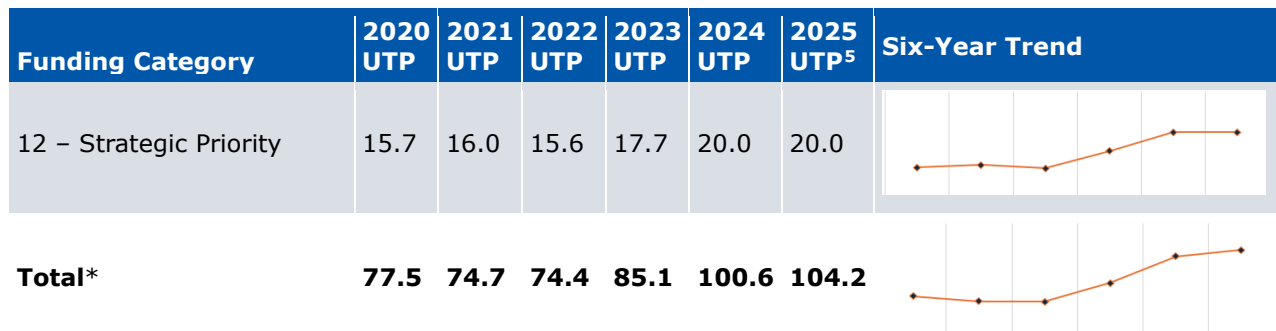 Funding Category 2020 UTP 2021 UTP 2022 UTP 2023 UTP 2024 UTP 2025 UTP⁵ Six-Year Trend
12 – Strategic Priority 15.7 16.0 15.6 17.7 20.0 20.0
Total* 77.5 74.7 74.4 85.1 100.6 104.2